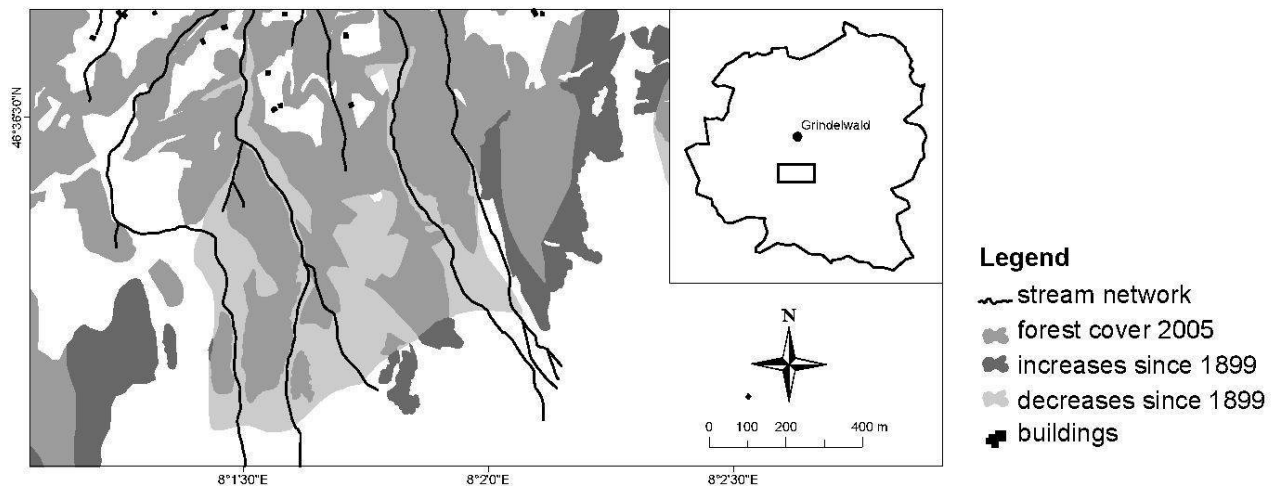 46°36'30"N
Grindelwald
N
0 100 200 400 m
8°1'30"E 8°2'0"E 8°2'30"E
Legend
stream network
forest cover 2005
increases since 1899
decreases since 1899
buildings